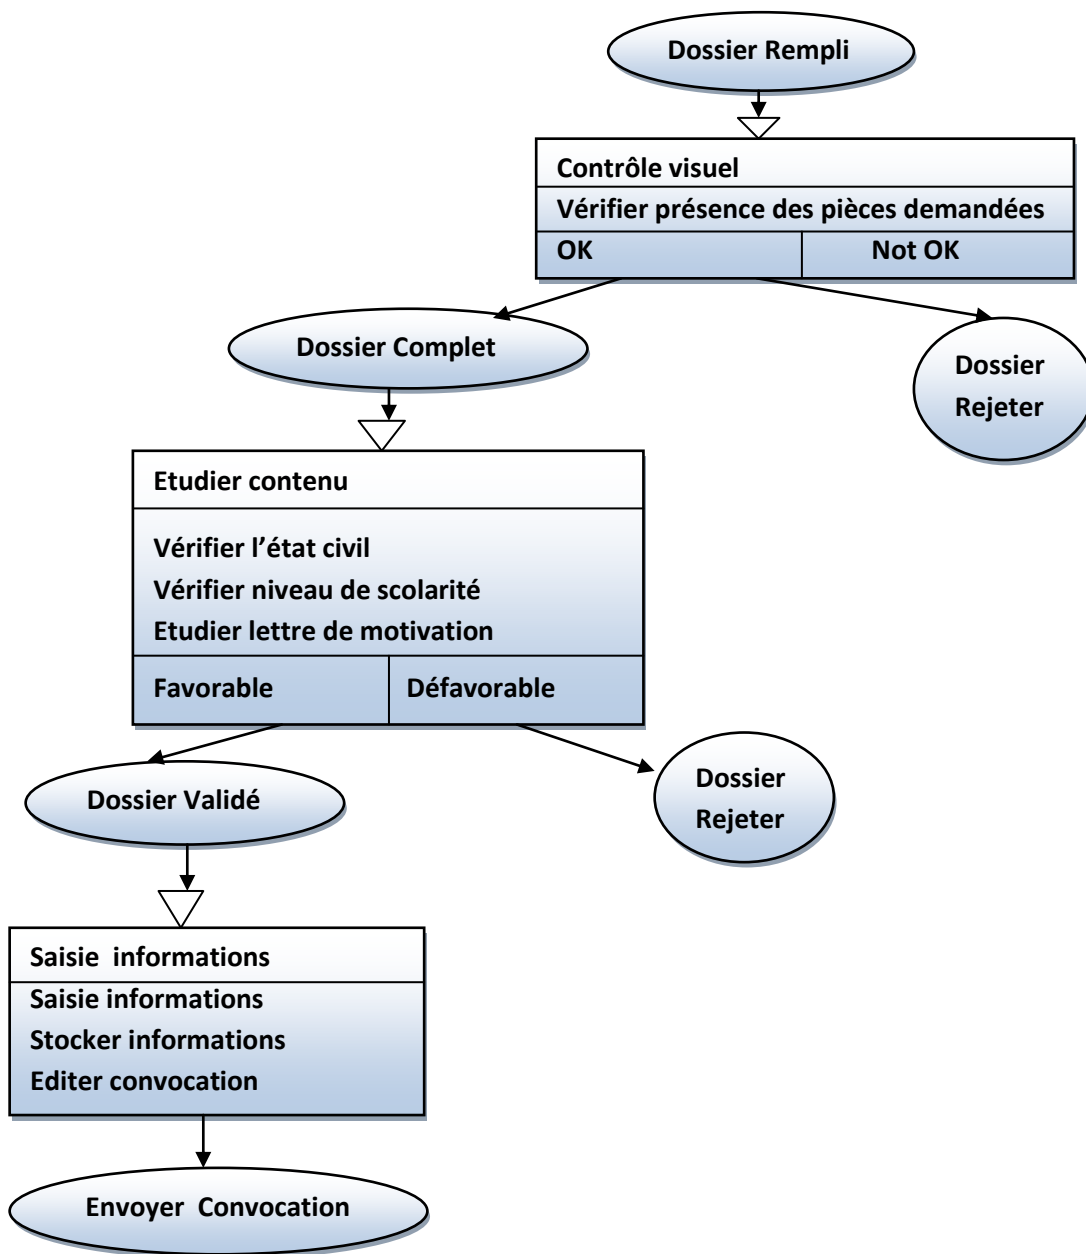 Dossier Rempli
Contrôle visuel
Vérifier présence des pièces demandées
OK
Not OK
Dossier Complet
Dossier
Rejeter
Etudier contenu
Vérifier l’état civil
Vérifier niveau de scolarité
Etudier lettre de motivation
Favorable
Défavorable
Dossier Validé
Dossier
Rejeter
Saisie informations
Saisie informations
Stocker informations
Editer convocation
Envoyer Convocation